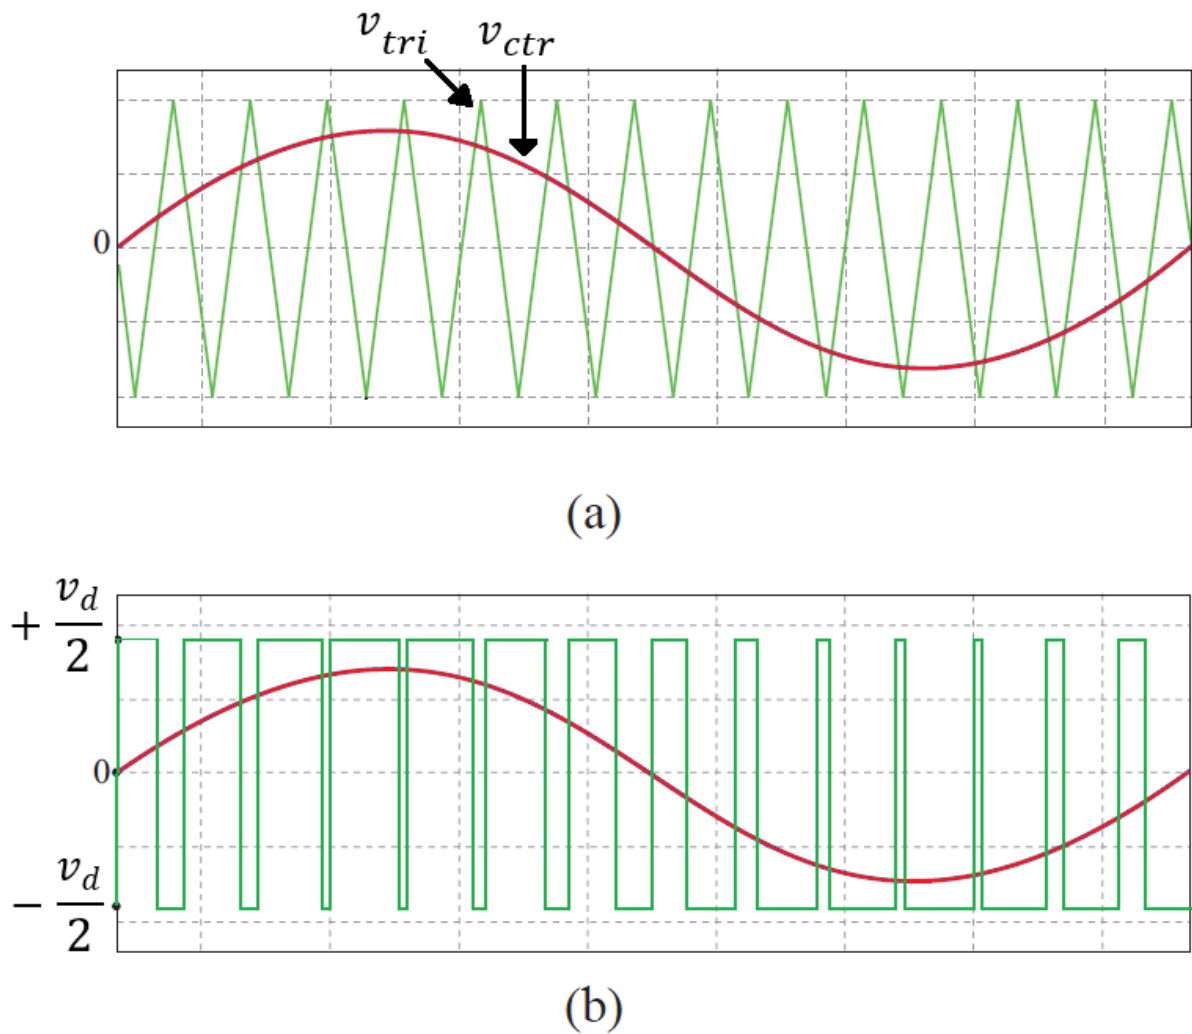 v_tri v_ctr
0
(a)
+ v_d/2
0
− v_d/2
(b)